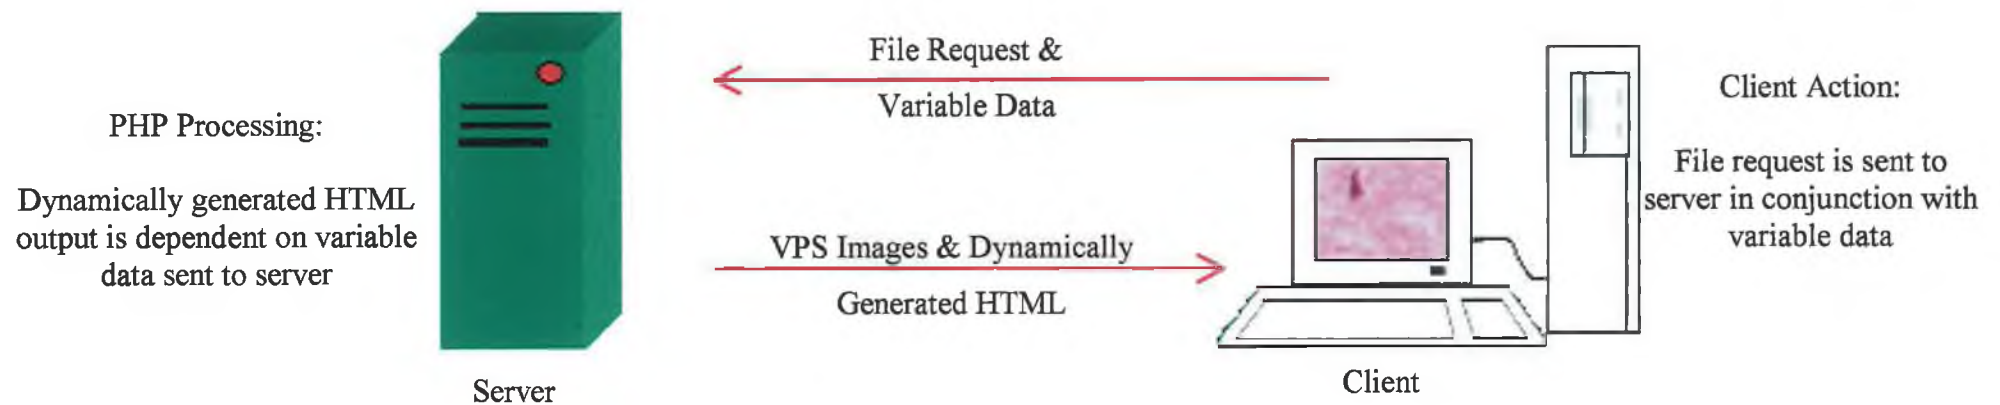 PHP Processing:
Dynamically generated HTML
output is dependent on variable
data sent to server
Server
File Request &
Variable Data
VPS Images & Dynamically
Generated HTML
Client
Client Action:
File request is sent to
server in conjunction with
variable data